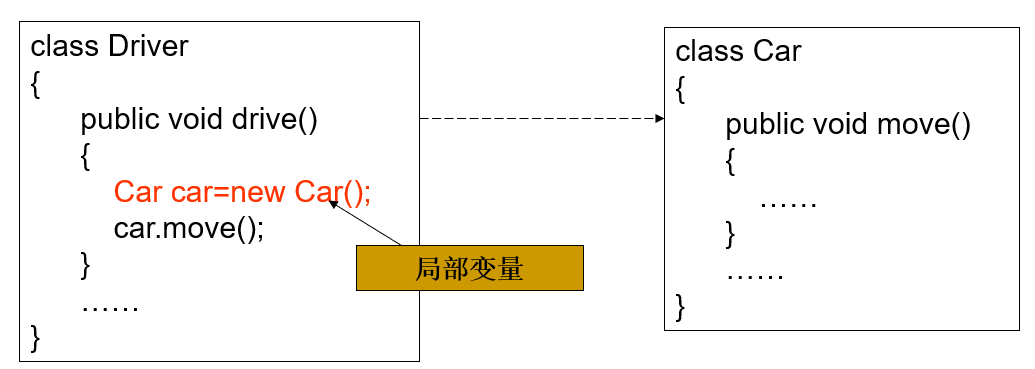 class Driver
{
public void drive()
{
Car car=new Car();
car.move();
}
……
}
局部变量
class Car
{
public void move()
{
……
}
……
}